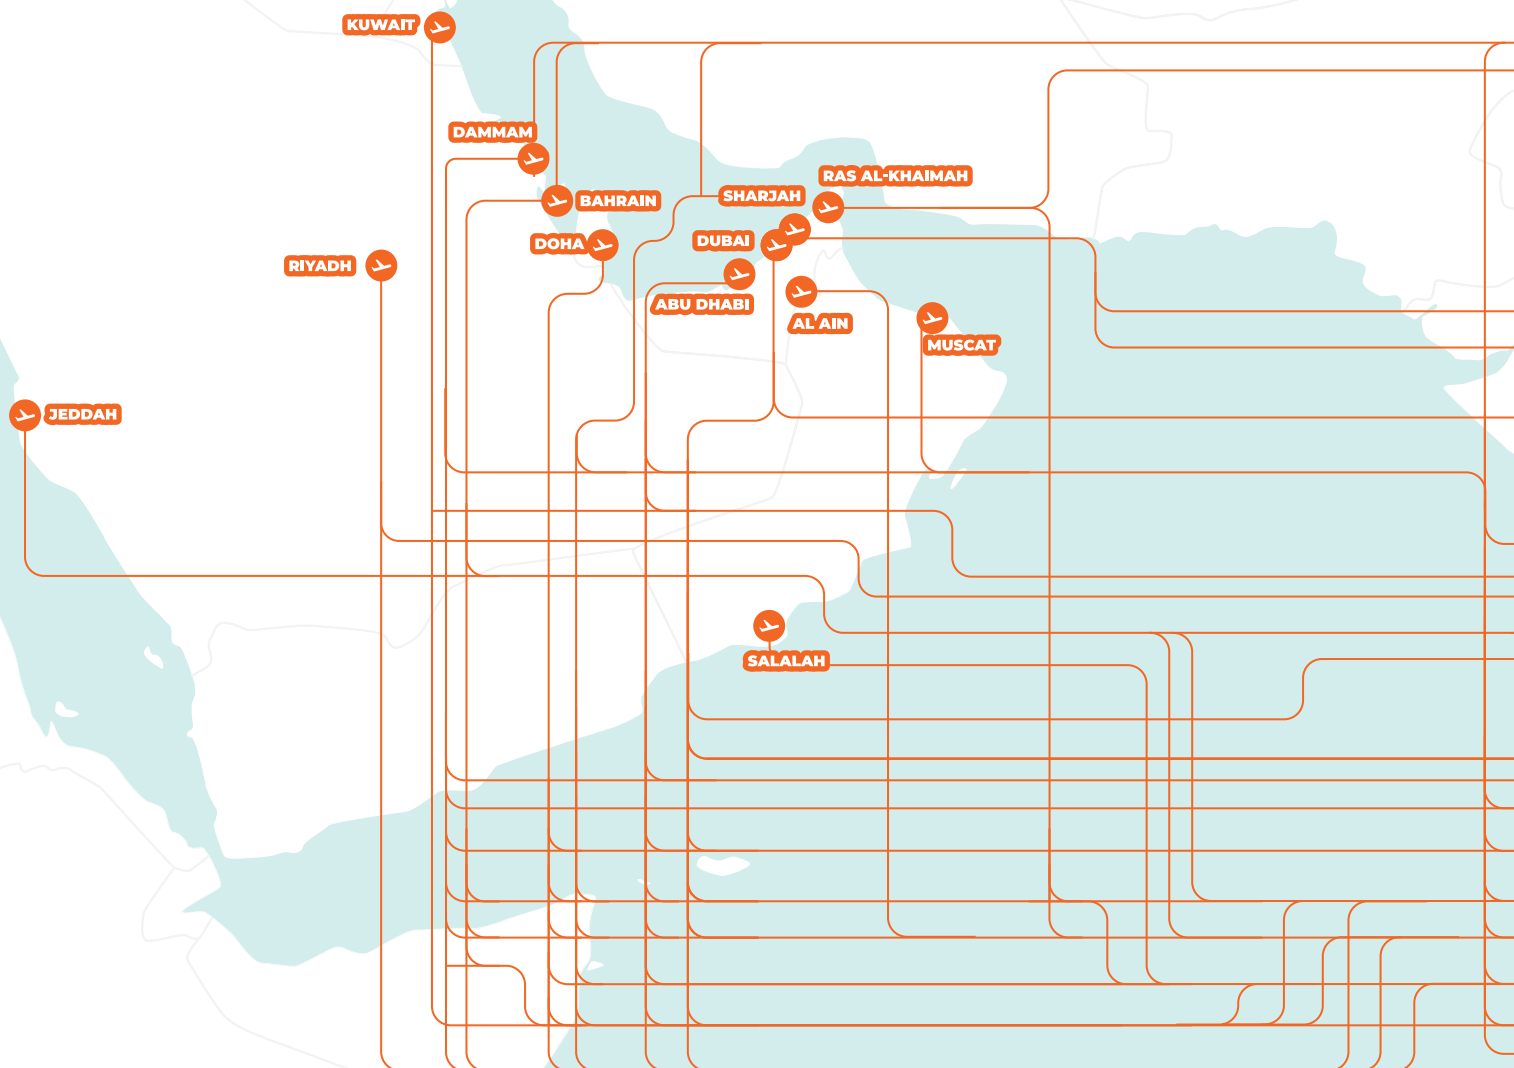 KUWAIT
DAMMAM
RAS AL-KHAIMAH
SHARJAH
BAHRAIN
DUBAI
DOHA
RIYADH
ABU DHABI
AL AIN
MUSCAT
JEDDAH
SALALAH